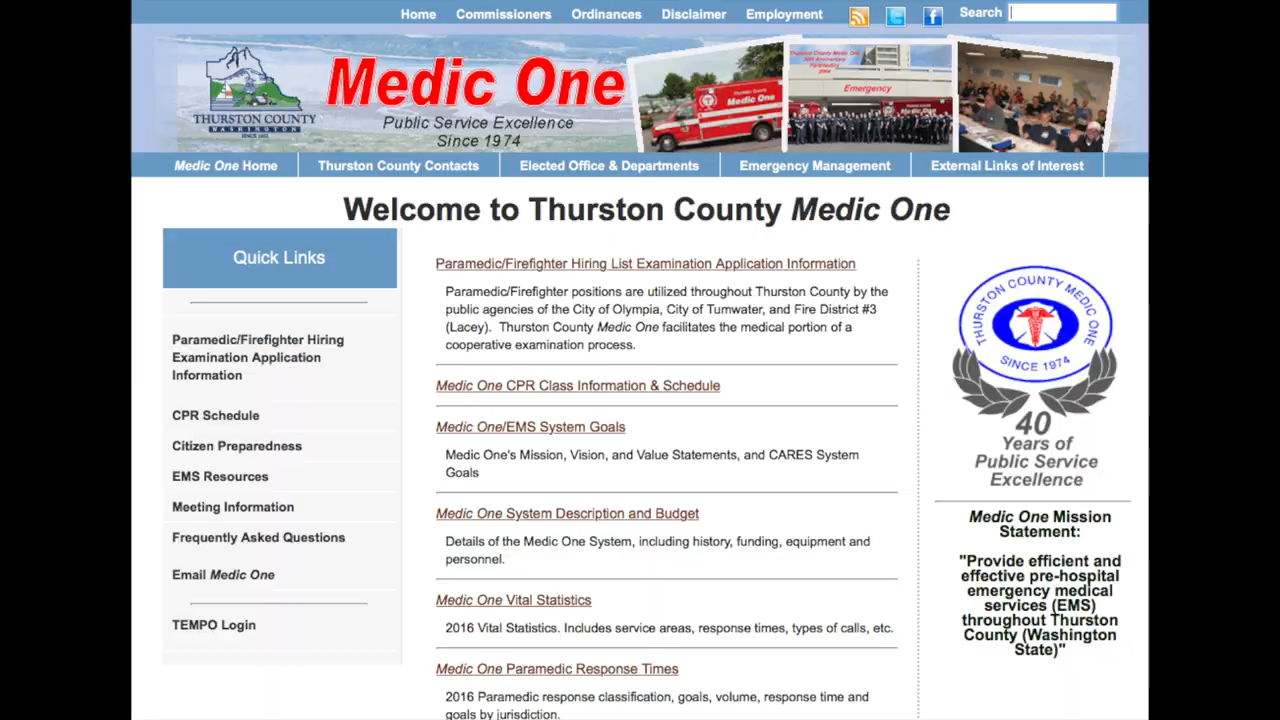 Home Commissioners Ordinances Disclaimer Employment Search
THURSTON COUNTY
WASHINGTON
SINCE 1852
Medic One
Public Service Excellence
Since 1974
Thurston County
Medic One
Thurston County Medic One
Emergency
Medic One Home Thurston County Contacts Elected Office & Departments Emergency Management External Links of Interest
Welcome to Thurston County Medic One
Quick Links
Paramedic/Firefighter Hiring
Examination Application
Information
CPR Schedule
Citizen Preparedness
EMS Resources
Meeting Information
Frequently Asked Questions
Email Medic One
TEMPO Login
Paramedic/Firefighter Hiring List Examination Application Information
Paramedic/Firefighter positions are utilized throughout Thurston County by the
public agencies of the City of Olympia, City of Tumwater, and Fire District #3
(Lacey). Thurston County Medic One facilitates the medical portion of a
cooperative examination process.
Medic One CPR Class Information & Schedule
Medic One/EMS System Goals
Medic One's Mission, Vision, and Value Statements, and CARES System
Goals
Medic One System Description and Budget
Details of the Medic One System, including history, funding, equipment and
personnel.
Medic One Vital Statistics
2016 Vital Statistics. Includes service areas, response times, types of calls, etc.
Medic One Paramedic Response Times
2016 Paramedic response classification, goals, volume, response time and
goals by jurisdiction.
THURSTON COUNTY MEDIC ONE
SINCE 1974
40
Years of
Public Service
Excellence
Medic One Mission
Statement:
"Provide efficient and
effective pre-hospital
emergency medical
services (EMS)
throughout Thurston
County (Washington
State)"